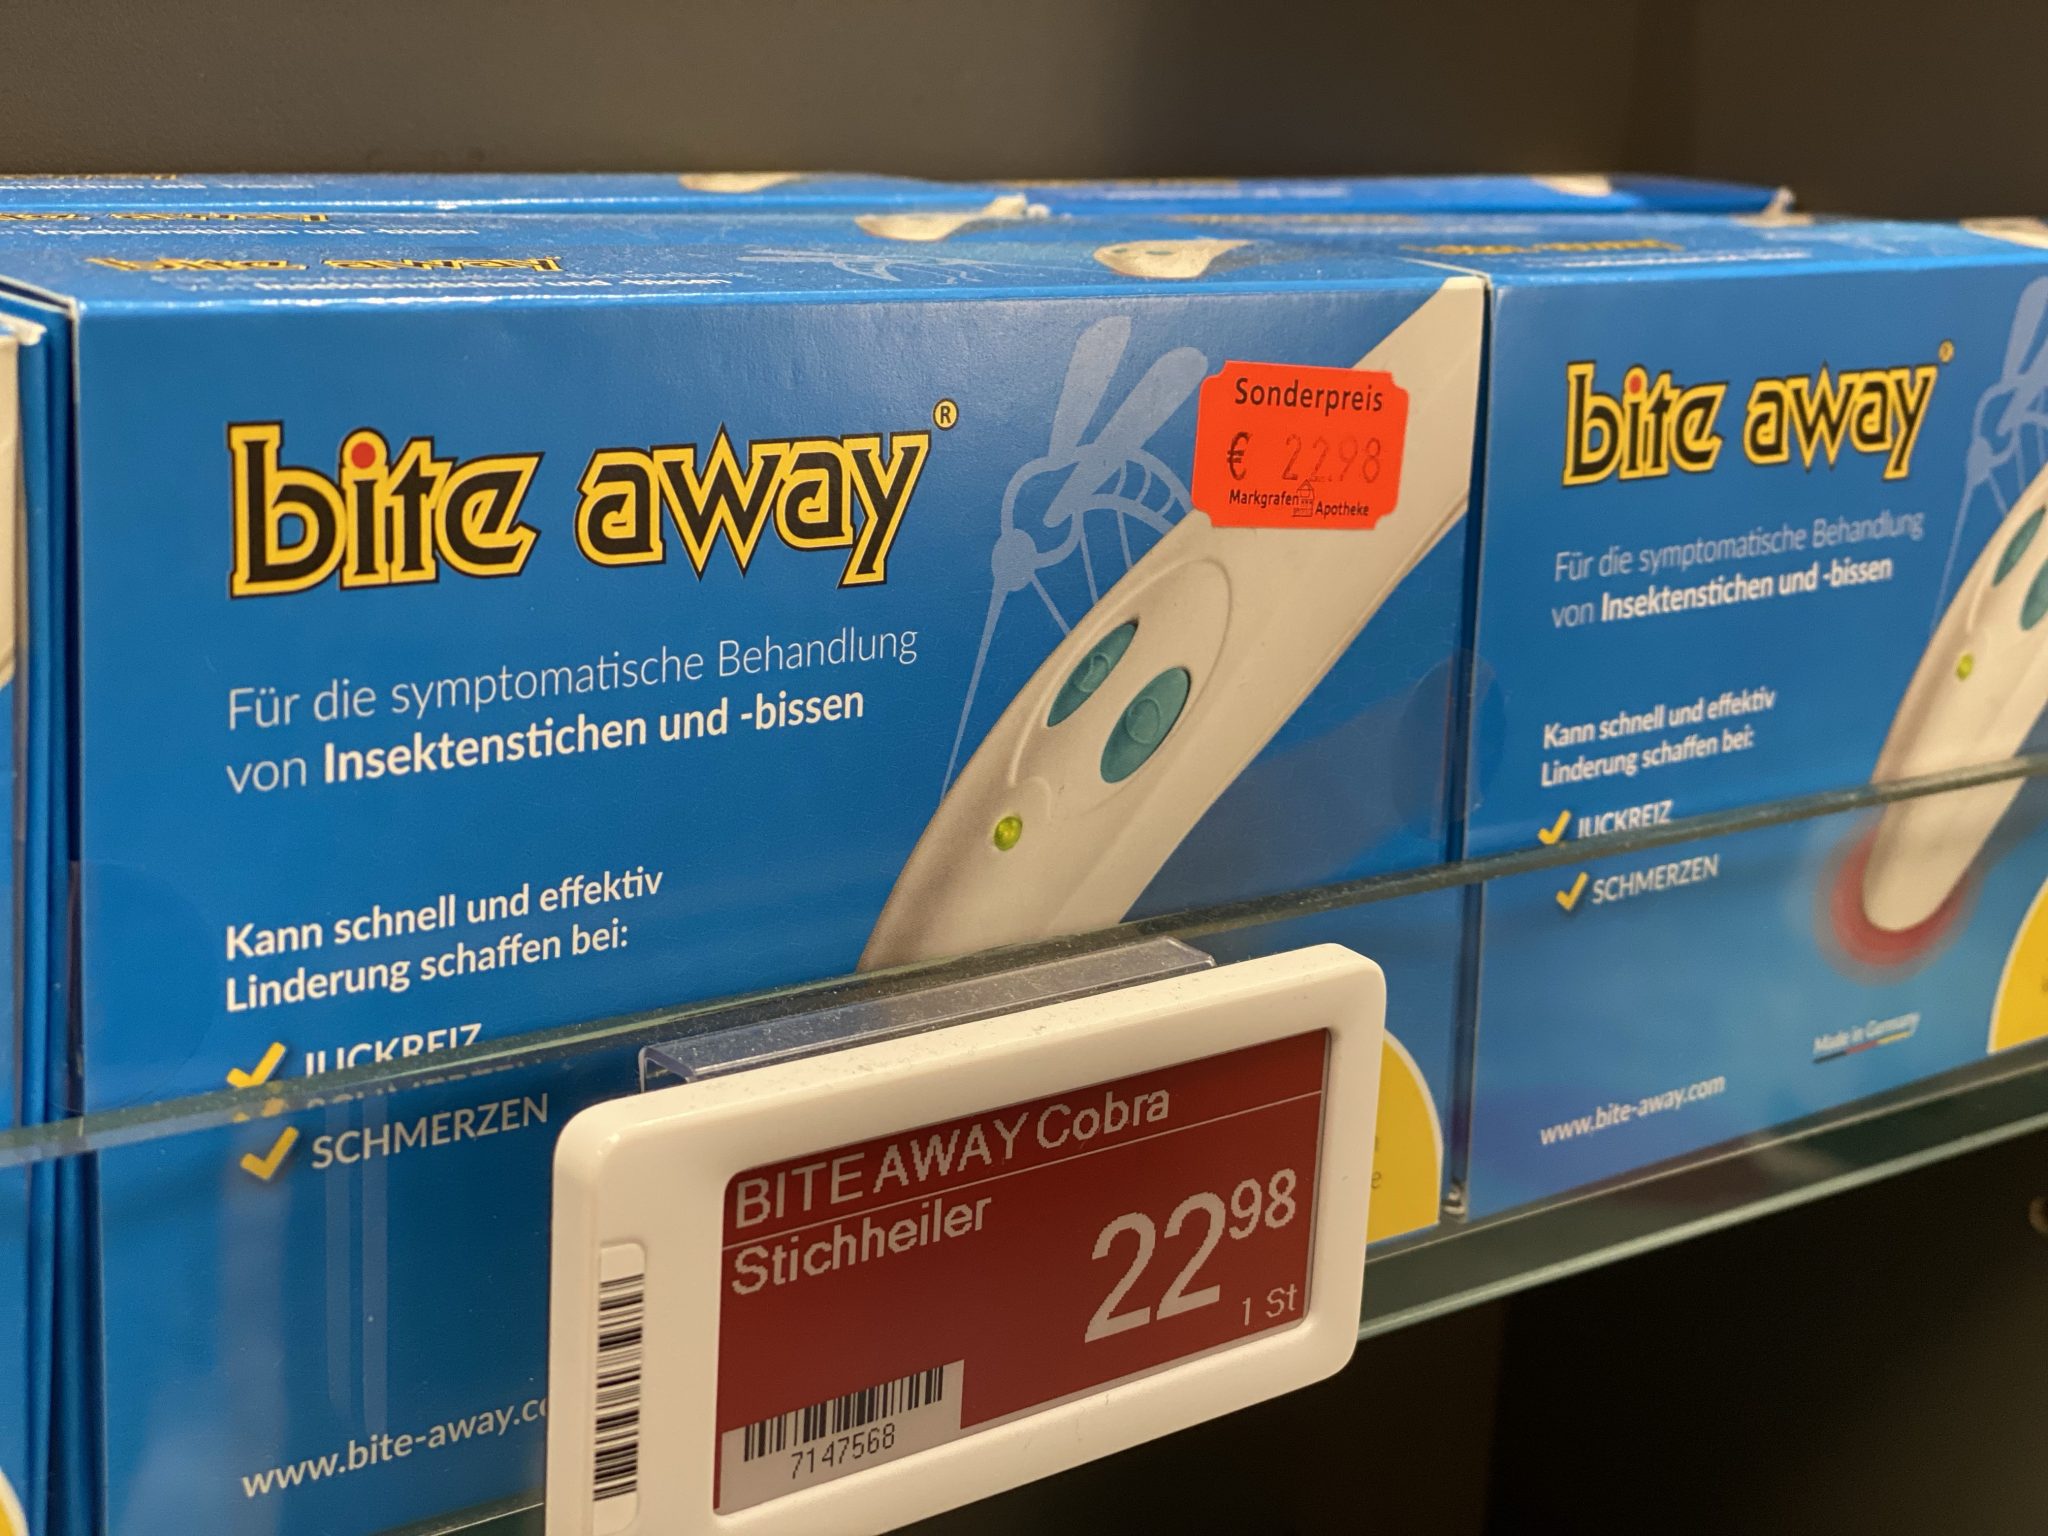 bite away®
Für die symptomatische Behandlung
von Insektenstichen und -bissen
Kann schnell und effektiv
Linderung schaffen bei:
JUCKREIZ
SCHMERZEN
Sonderpreis
€ 22.98
Markgrafen Apotheke
BITE AWAY Cobra
Stichheiler
22 98
1 St
7147568
bite away®
Für die symptomatische Behandlung
von Insektenstichen und -bissen
Kann schnell und effektiv
Linderung schaffen bei:
JUCKREIZ
SCHMERZEN
Made in Germany
www.bite-away.com